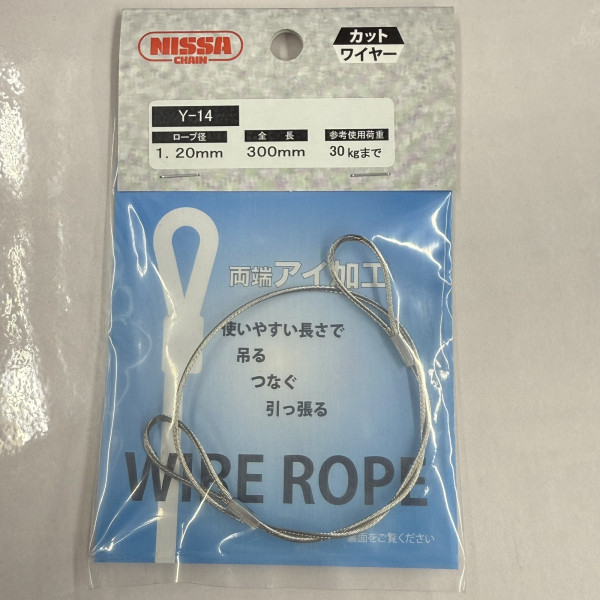 NISSA
CHAIN
カット
ワイヤー
Y-14
ロープ径 全長 参考使用荷重
1.20mm 300mm 30kgまで
両端アイ加工
使いやすい長さで
吊る
つなぐ
引っ張る
WIRE ROPE
裏面をご覧ください